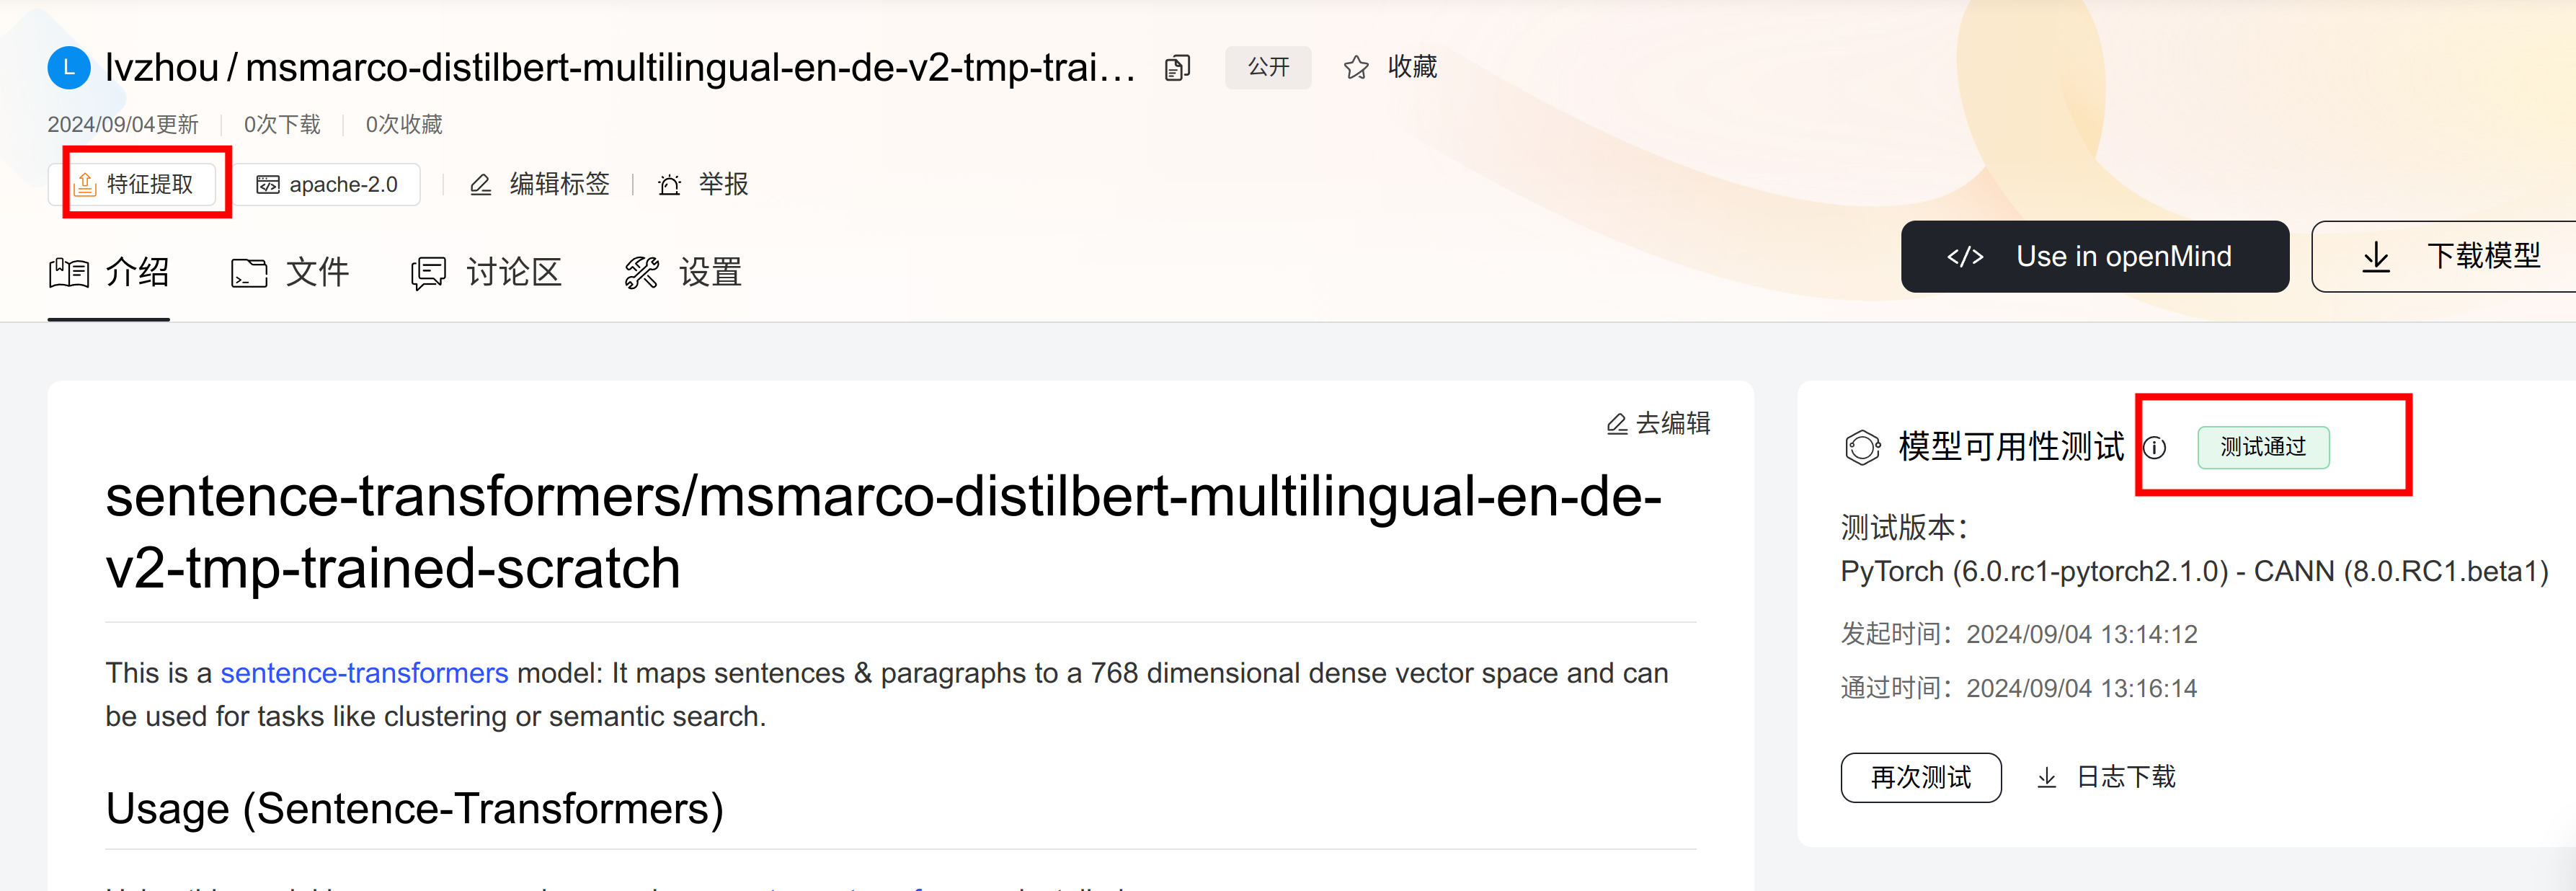 L lvzhou / msmarco-distilbert-multilingual-en-de-v2-tmp-trai... 公开 收藏
2024/09/04更新 0次下载 0次收藏
特征提取 apache-2.0 编辑标签 举报
介绍 文件 讨论区 设置
</> Use in openMind 下载模型
去编辑
sentence-transformers/msmarco-distilbert-multilingual-en-de-
v2-tmp-trained-scratch
This is a sentence-transformers model: It maps sentences & paragraphs to a 768 dimensional dense vector space and can
be used for tasks like clustering or semantic search.
Usage (Sentence-Transformers)
模型可用性测试 测试通过
测试版本：
PyTorch (6.0.rc1-pytorch2.1.0) - CANN (8.0.RC1.beta1)
发起时间：2024/09/04 13:14:12
通过时间：2024/09/04 13:16:14
再次测试 日志下载